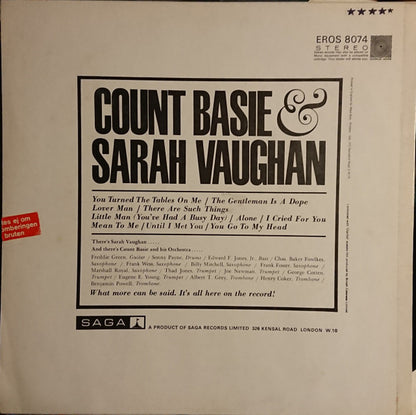 ★★★★*
EROS 8074
STEREO
COUNT BASIE &
SARAH VAUGHAN
You Turned The Tables On Me / The Gentleman Is A Dope
Lover Man / There Are Such Things
Little Man (You've Had A Busy Day) / Alone / I Cried For You
Mean To Me / Until I Met You / You Go To My Head
There's Sarah Vaughan . . . .
And there's Count Basie and his Orchestra . . . .
Freddie Green, Guitar / Sonny Payne, Drums / Edward F. Jones, Jr., Bass / Chas. Baker Fowlkes,
Saxophone / Frank Wess, Saxophone / Billy Mitchell, Saxophone / Frank Foster, Saxophone /
Marshall Royal, Saxophone / Thad Jones, Trumpet / Joe Newman, Trumpet / George Cohen,
Trumpet / Eugene E. Young, Trumpet / Albert T. Grey, Trombone / Henry Coker, Trombone /
Benjamin Powell, Trombone.
What more can be said. It's all here on the record!
tes ej om
omberingen
brutan
SAGA
A PRODUCT OF SAGA RECORDS LIMITED 326 KENSAL ROAD LONDON W.10